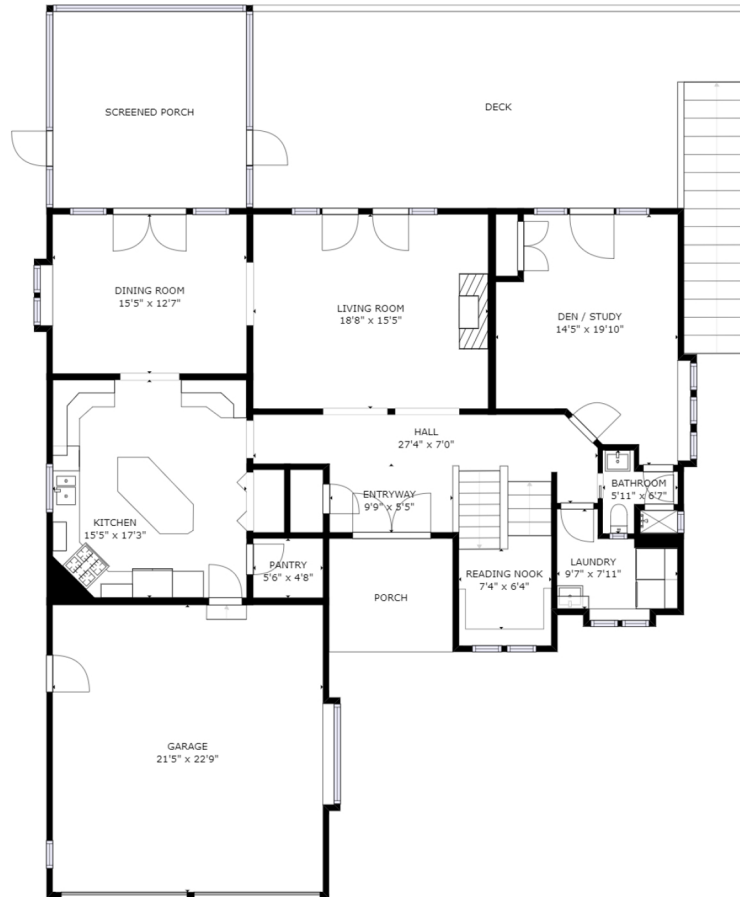 SCREENED PORCH
DECK
DINING ROOM
15'5" x 12'7"
LIVING ROOM
18'8" x 15'5"
DEN / STUDY
14'5" x 19'10"
HALL
27'4" x 7'0"
KITCHEN
15'5" x 17'3"
ENTRYWAY
9'9" x 5'5"
BATHROOM
5'11" x 6'7"
PANTRY
5'6" x 4'8"
READING NOOK
7'4" x 6'4"
LAUNDRY
9'7" x 7'11"
PORCH
GARAGE
21'5" x 22'9"